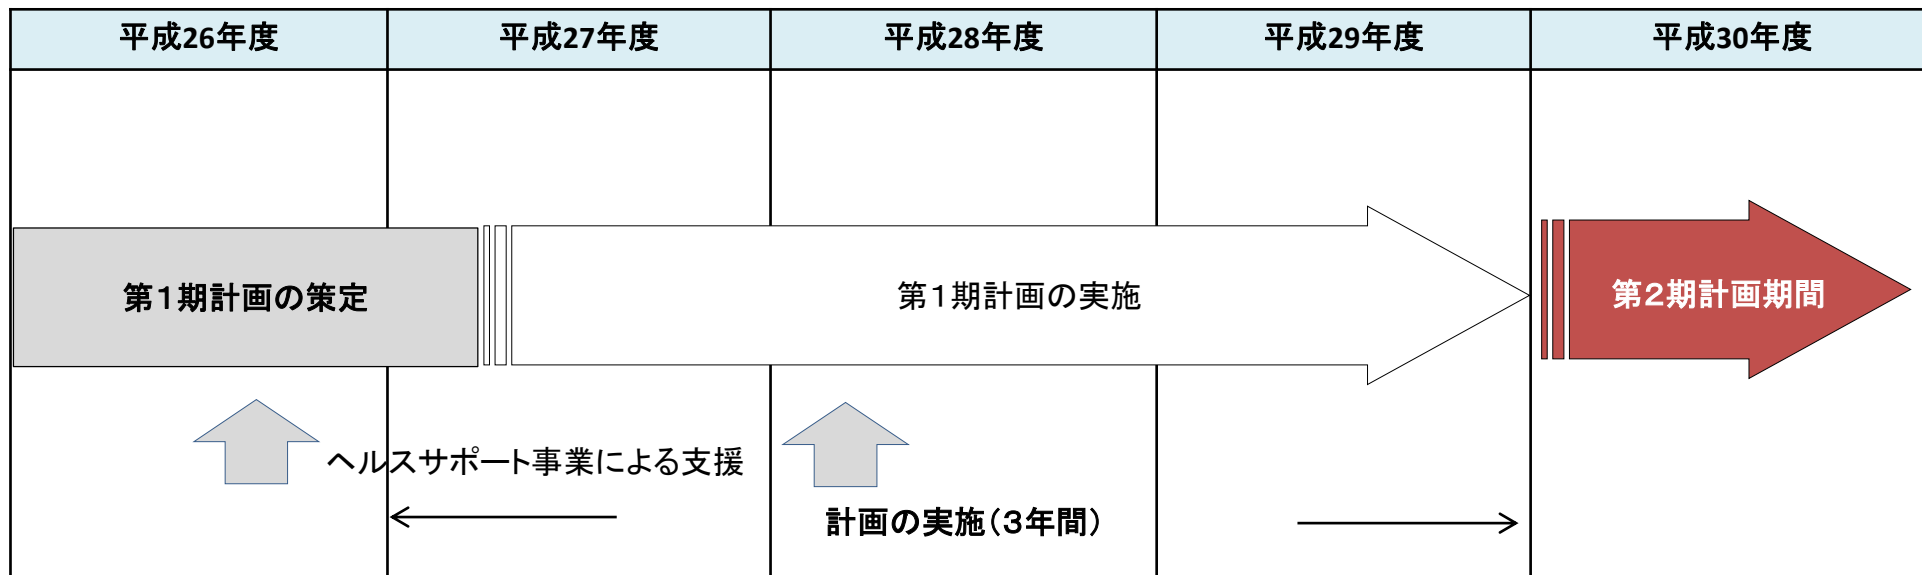 平成26年度
平成27年度
平成28年度
平成29年度
平成30年度
第1期計画の策定
第1期計画の実施
第2期計画期間
ヘルスサポート事業による支援
計画の実施(3年間)